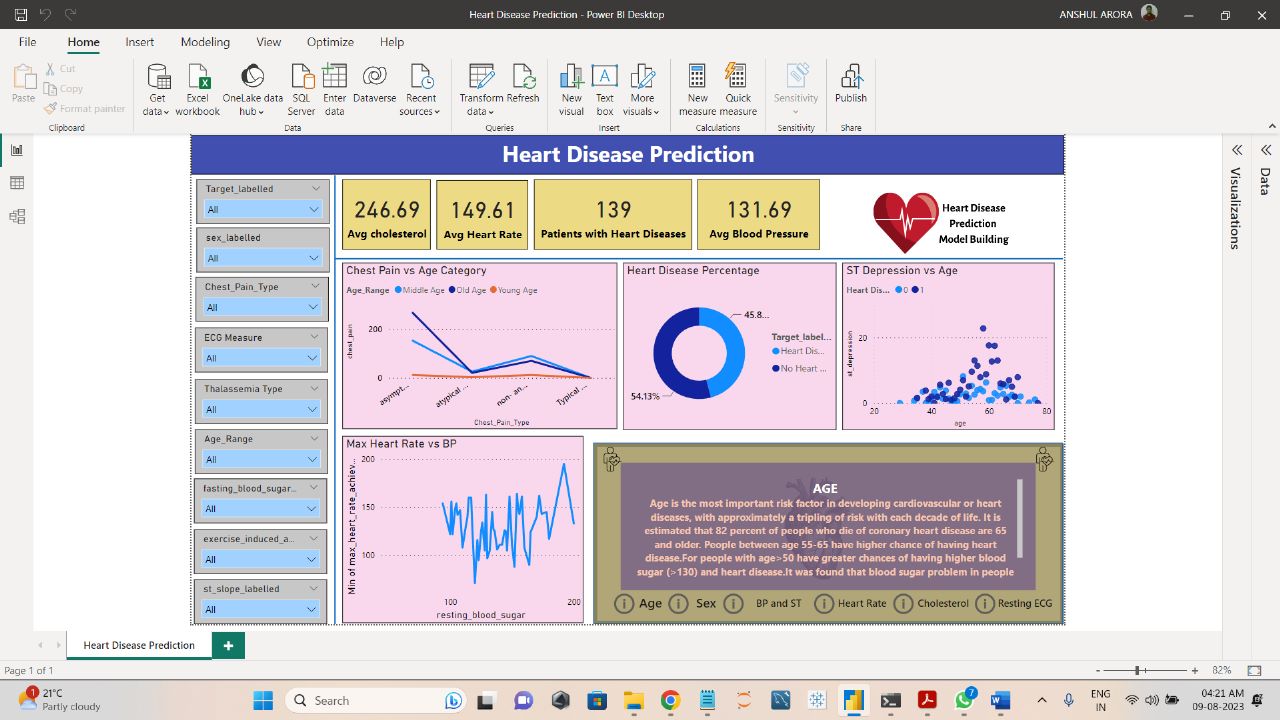 Heart Disease Prediction - Power BI Desktop
ANSHUL ARORA
File Home Insert Modeling View Optimize Help
Paste
Cut
Copy
Format painter
Clipboard
Get data
Excel workbook
OneLake data hub
SQL Server
Enter data
Dataverse
Recent sources
Data
Transform data
Refresh
Queries
New visual
Text box
More visuals
Insert
New measure
Quick measure
Calculations
Sensitivity
Sensitivity
Publish
Share
Heart Disease Prediction
Target_labelled
All
sex_labelled
All
Chest_Pain_Type
All
ECG Measure
All
Thalassemia Type
All
Age_Range
All
fasting_blood_sugar...
All
exercise_induced_a...
All
st_slope_labelled
All
246.69
Avg cholesterol
149.61
Avg Heart Rate
139
Patients with Heart Diseases
131.69
Avg Blood Pressure
Heart Disease
Prediction
Model Building
Chest Pain vs Age Category
Age_Range Middle Age Old Age Young Age
chest_pain
200
0
asympt...
atypical ...
non-an...
Typical ...
Chest_Pain_Type
Heart Disease Percentage
45.8...
54.13%
Target_label...
Heart Dis...
No Heart ...
ST Depression vs Age
Heart Dis... 0 1
st_depression
20
0
20 40 60 80
age
Max Heart Rate vs BP
Min of max_heart_rate_achiev...
200
150
100
100 200
resting_blood_sugar
AGE
Age is the most important risk factor in developing cardiovascular or heart
diseases, with approximately a tripling of risk with each decade of life. It is
estimated that 82 percent of people who die of coronary heart disease are 65
and older. People between age 55-65 have higher chance of having heart
disease.For people with age>50 have greater chances of having higher blood
sugar (>130) and heart disease.It was found that blood sugar problem in people
Age Sex BP and ST Heart Rate Cholesterol Resting ECG
Visualizations
Data
Heart Disease Prediction
+
Page 1 of 1
- + 82%
1
21°C
Partly cloudy
Search
7
ENG
IN
04:21 AM
09-08-2023